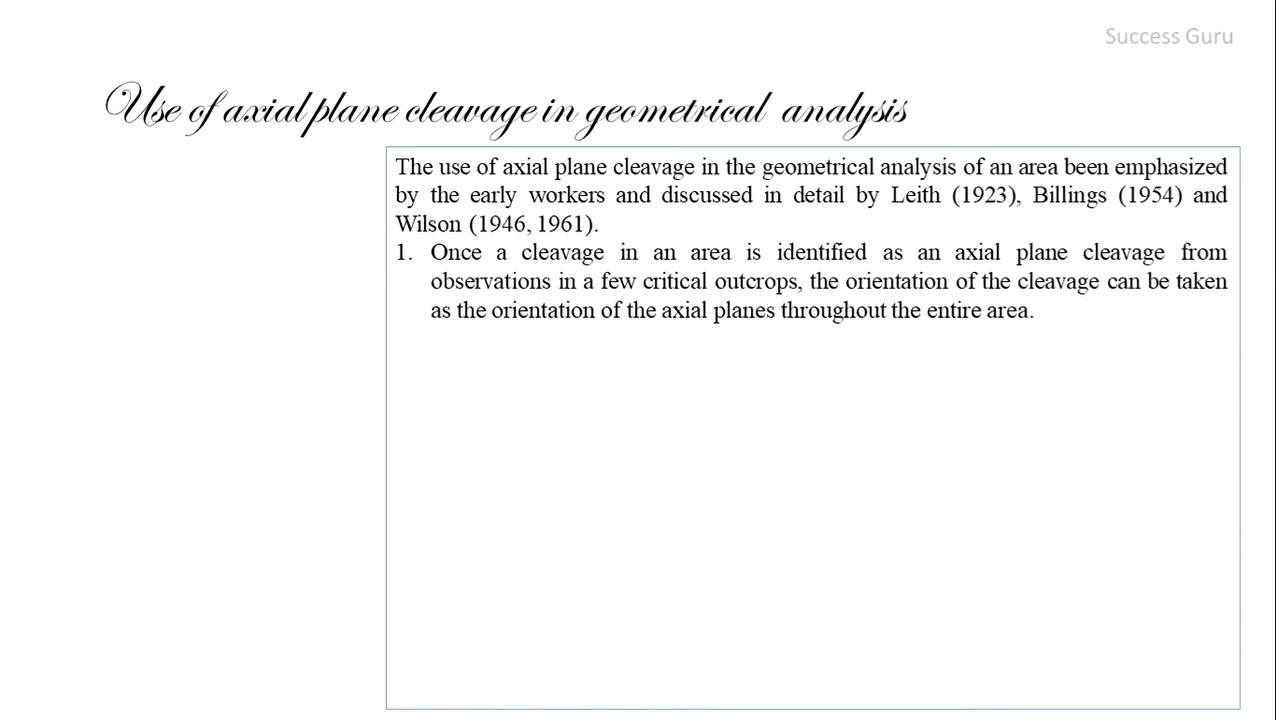 Success Guru
Use of axial plane cleavage in geometrical analysis
The use of axial plane cleavage in the geometrical analysis of an area been emphasized
by the early workers and discussed in detail by Leith (1923), Billings (1954) and
Wilson (1946, 1961).
1. Once a cleavage in an area is identified as an axial plane cleavage from
observations in a few critical outcrops, the orientation of the cleavage can be taken
as the orientation of the axial planes throughout the entire area.